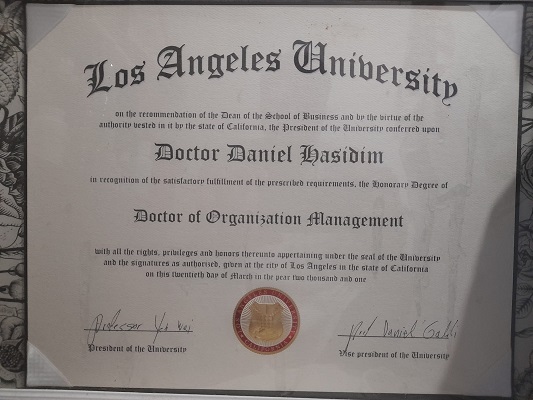 Los Angeles University
on the recommendation of the Dean of the School of Business and by the virtue of the
authority vested in it by the state of California, the President of the University conferred upon
Doctor Daniel Hasidim
in recognition of the satisfactory fulfillment of the prescribed requirements, the Honorary Degree of
Doctor of Organization Management
with all the rights, privileges and honors thereunto appertaining under the seal of the University
and the signatures as authorized, given at the city of Los Angeles in the state of California
on this twentieth day of March in the year two thousand and one
Professor
Daniel
President of the University
Vise president of the University